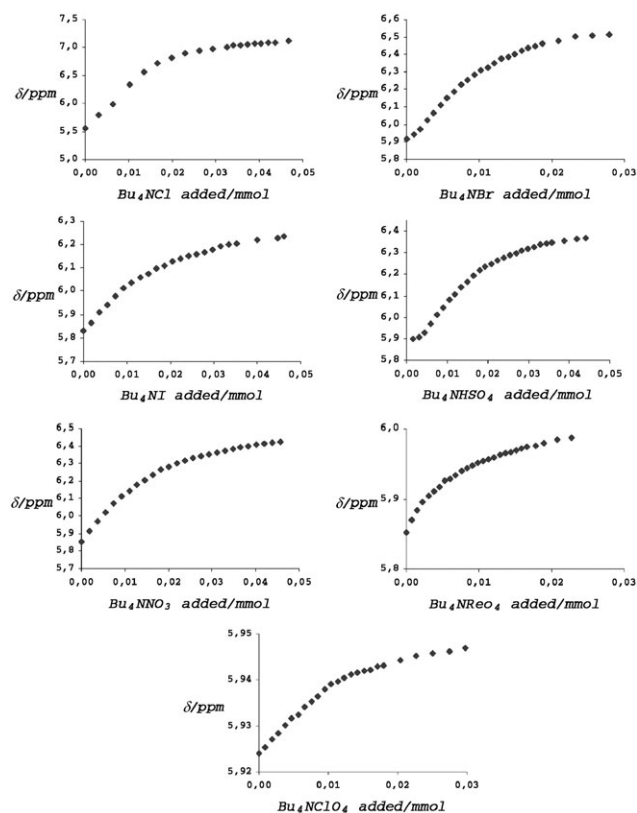 7,5
7,0
6,5
6,0
5,5
5,0
δ/ppm
0,00 0,01 0,02 0,03 0,04 0,05
Bu₄NCl added/mmol
6,6
6,5
6,4
6,3
6,2
6,1
6,0
5,9
5,8
δ/ppm
0,00 0,01 0,02 0,03
Bu₄NBr added/mmol
6,3
6,2
6,1
6,0
5,9
5,8
5,7
δ/ppm
0,00 0,01 0,02 0,03 0,04 0,05
Bu₄NI added/mmol
6,4
6,3
6,2
6,1
6,0
5,9
5,8
δ/ppm
0,00 0,01 0,02 0,03 0,04 0,05
Bu₄NHSO₄ added/mmol
6,5
6,4
6,3
6,2
6,1
6,0
5,9
5,8
5,7
δ/ppm
0,00 0,01 0,02 0,03 0,04 0,05
Bu₄NNO₃ added/mmol
6,0
5,9
5,8
δ/ppm
0,00 0,01 0,02 0,03
Bu₄NReo₄ added/mmol
5,95
5,94
5,93
5,92
δ/ppm
0,00 0,01 0,02 0,03
Bu₄NClO₄ added/mmol